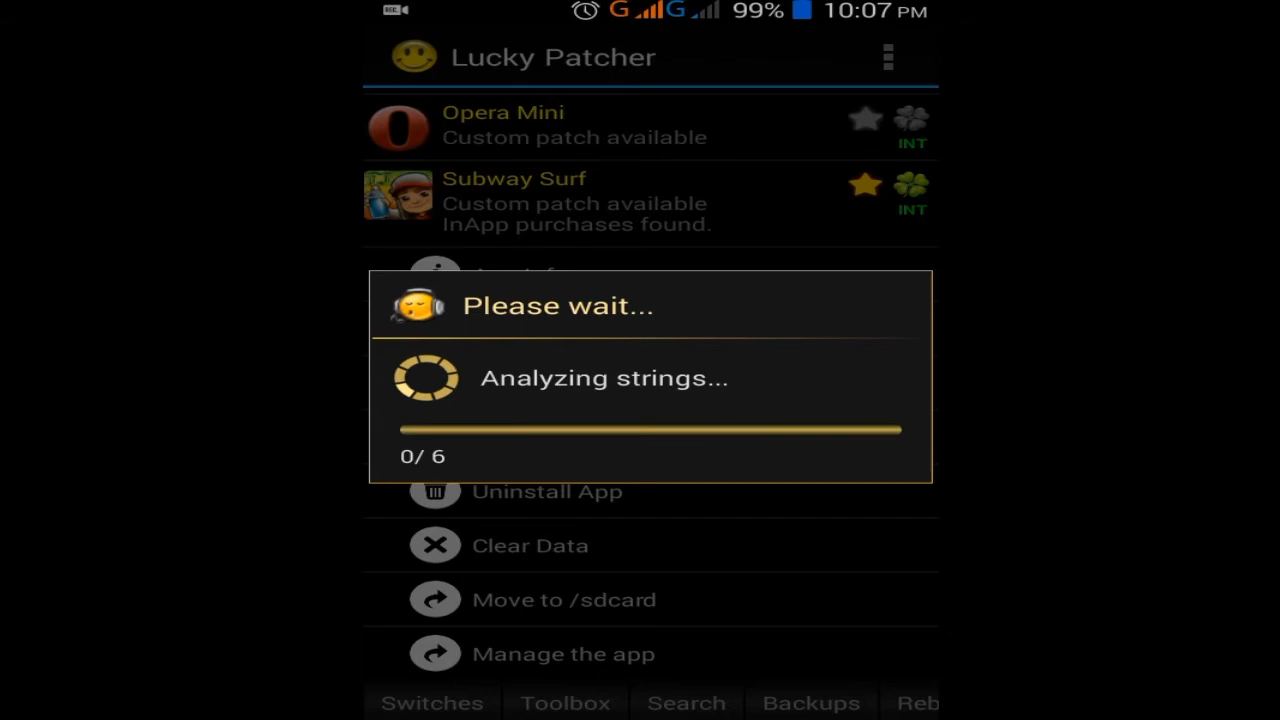 REC
G G 99% 10:07 PM
Lucky Patcher
Opera Mini
Custom patch available
INT
Subway Surf
Custom patch available
InApp purchases found.
INT
Please wait...
Analyzing strings...
0/ 6
Uninstall App
Clear Data
Move to /sdcard
Manage the app
Switches Toolbox Search Backups Reb